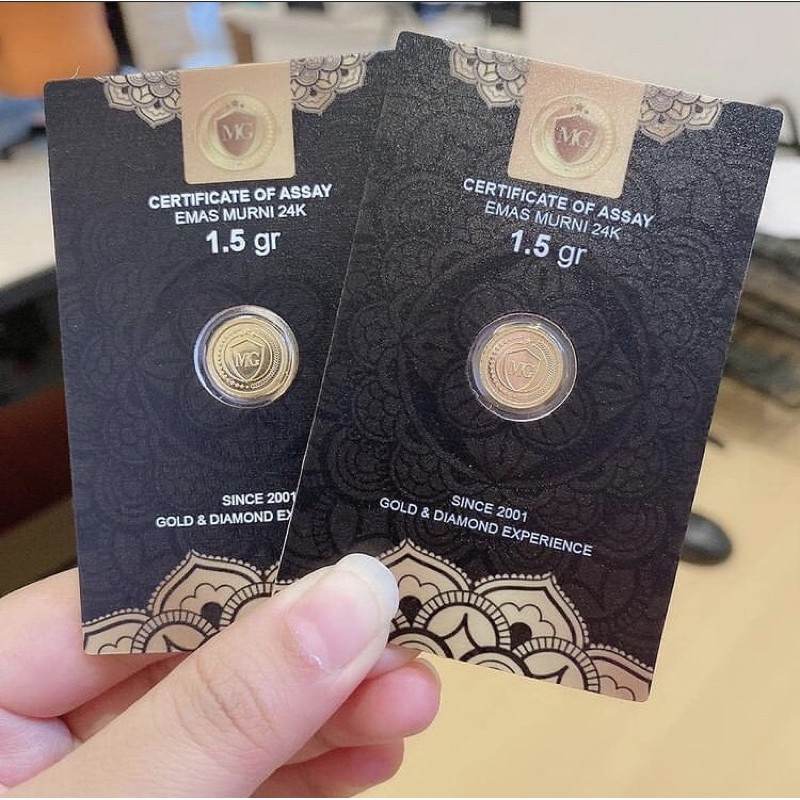 MG
CERTIFICATE OF ASSAY
EMAS MURNI 24K
1.5 gr
MG
SINCE 2001
GOLD & DIAMOND EX
MG
CERTIFICATE OF ASSAY
EMAS MURNI 24K
1.5 gr
MG
SINCE 2001
GOLD & DIAMOND EXPERIENCE